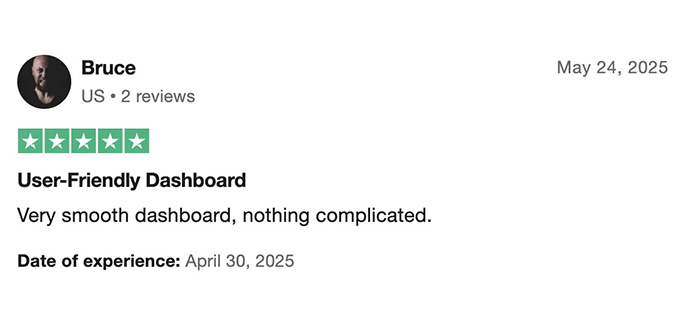 Bruce
May 24, 2025
US • 2 reviews
User-Friendly Dashboard
Very smooth dashboard, nothing complicated.
Date of experience: April 30, 2025